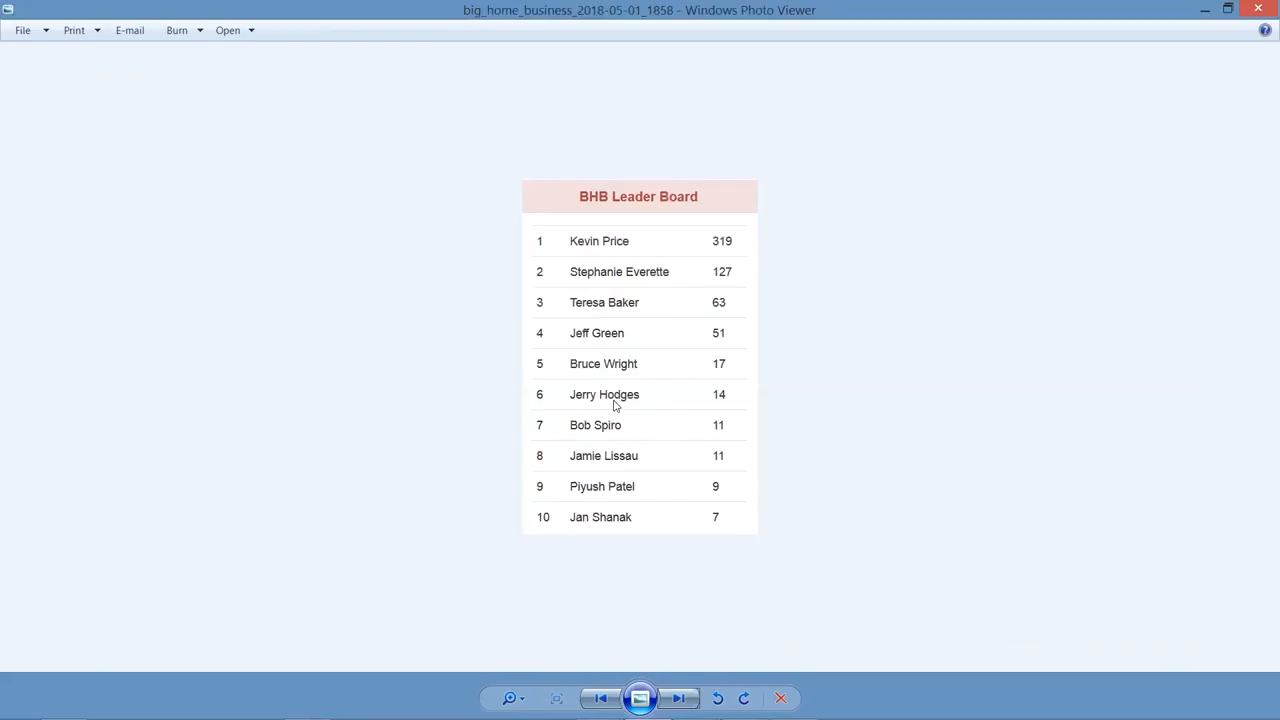 big_home_business_2018-05-01_1858 - Windows Photo Viewer
File Print E-mail Burn Open
BHB Leader Board
1 Kevin Price 319
2 Stephanie Everette 127
3 Teresa Baker 63
4 Jeff Green 51
5 Bruce Wright 17
6 Jerry Hodges 14
7 Bob Spiro 11
8 Jamie Lissau 11
9 Piyush Patel 9
10 Jan Shanak 7